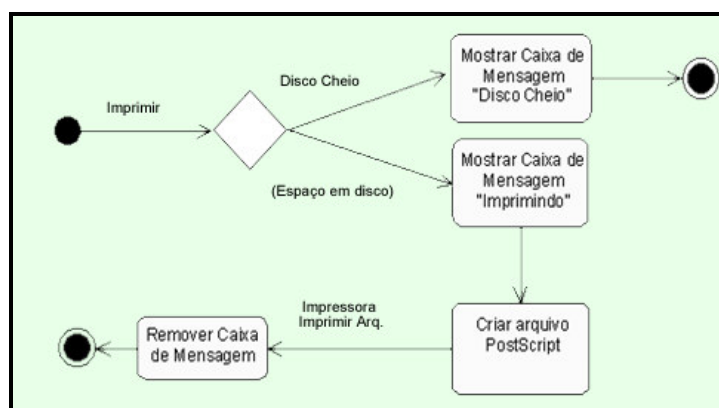 Imprimir
Disco Cheio
Mostrar Caixa de
Mensagem
"Disco Cheio"
(Espaço em disco)
Mostrar Caixa de
Mensagem
"Imprimindo"
Criar arquivo
PostScript
Impressora
Imprimir Arq.
Remover Caixa
de Mensagem